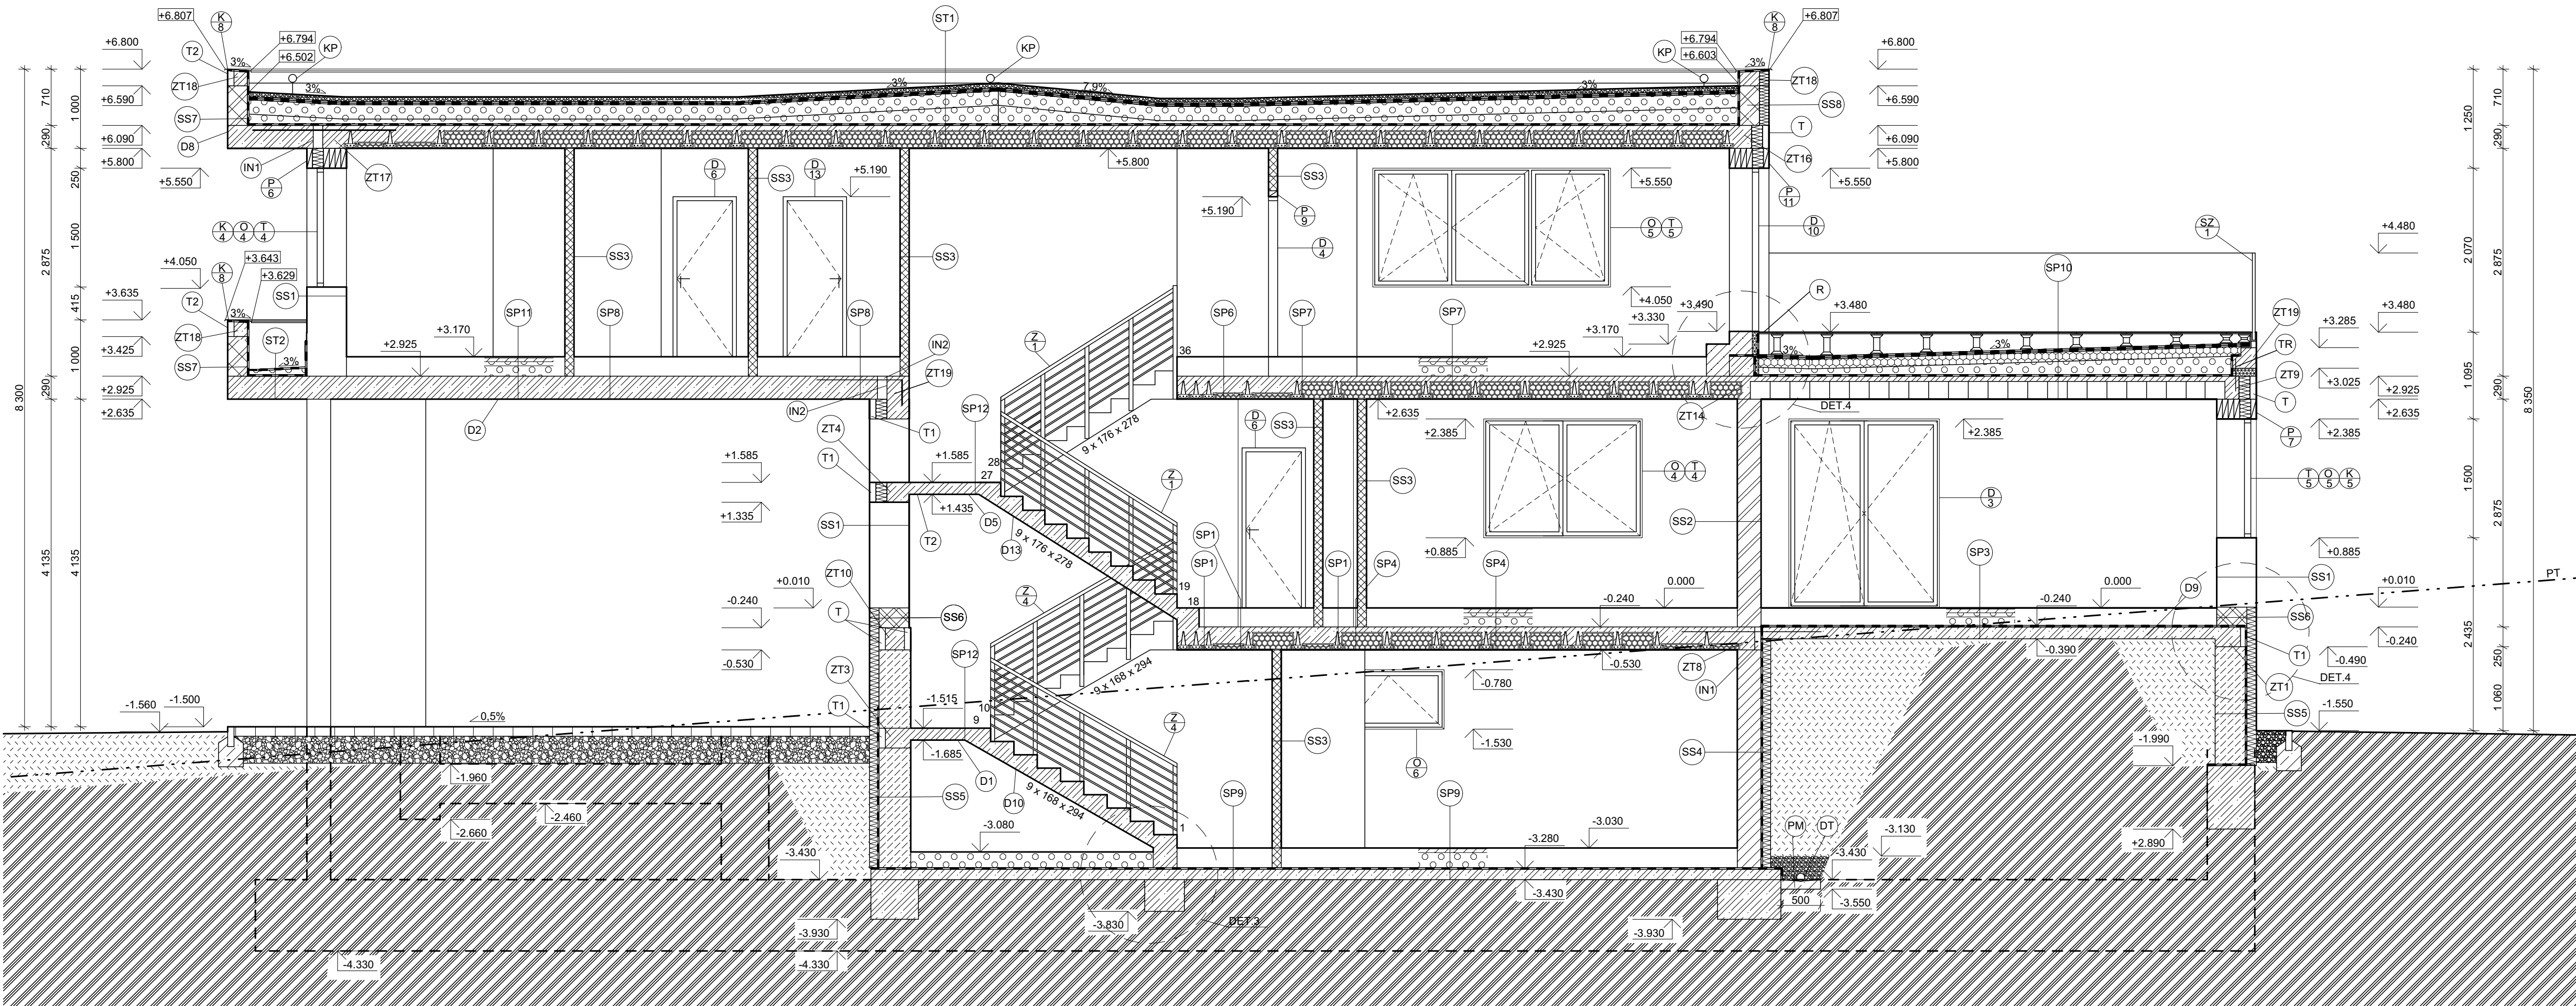 +6.807
K
8
+6.794
+6.502
KP
ST1
KP
KP
+6.794
+6.603
K
8
+6.807
+6.800
T2
3%
ZT18
3%
3%
7.9%
3%
3%
ZT18
+6.800
710
1 000
+6.590
SS7
SS8
+6.590
1 250
710
290
+6.090
D8
T
+6.090
290
+5.800
IN1
P
6
ZT17
+5.800
ZT16
+5.800
250
+5.550
SS3
D
6
D
13
+5.190
SS3
+5.550
P
11
+5.550
+5.190
P
9
K
4
O
4
T
4
1 500
2 875
SS3
SS3
D
4
O
5
T
5
D
10
SZ
1
+4.480
+4.480
2 070
2 875
+4.050
K
8
+3.643
+3.629
SS1
SP10
R
+4.050
+3.490
+3.635
T2
3%
ZT18
ST2
415
SP11
SP8
SP8
Z
1
SP6
SP7
SP7
+3.330
+3.480
+3.480
ZT19
+3.285
+3.425
3%
+2.925
+3.170
IN2
36
+2.925
+3.170
3%
3%
TR
1 000
SS7
ZT19
ZT9
+3.025
+2.925
1 095
290
8 300
290
+2.925
+2.635
D2
IN2
SP12
+2.635
ZT14
DET.4
T
+2.635
8 350
T1
ZT4
9 x 176 x 278
D
6
SS3
+2.385
+2.385
P
7
+2.385
+1.585
T1
+1.585
28
27
Z
1
SS3
O
4
T
4
D
3
T
5
O
5
K
5
1 500
2 875
+1.335
SS1
+1.435
D5
T2
D13
9 x 176 x 278
SP1
SP1
SP1
SP4
SP4
SS2
SP3
+0.885
+0.885
4 135
4 135
ZT10
+0.010
Z
4
19
18
-0.240
0.000
-0.240
0.000
D9
SS1
+0.010
PT
-0.240
T
SS6
SS6
-0.240
2 435
-0.530
SP12
-0.530
ZT8
IN1
-0.390
T1
-0.490
250
ZT3
9 x 168 x 294
-0.780
ZT1
DET.4
T1
-1.515
10
9
Z
4
SS3
SS4
SS5
-1.550
1 060
-1.560
-1.500
0,5%
-1.530
-1.990
-1.960
-1.685
D1
D10
O
6
-2.460
-2.660
SS5
9 x 168 x 294
SP9
SP9
1
PM
DT
-3.130
+2.890
-3.430
-3.080
-3.280
-3.030
-3.430
-3.430
500
-3.550
-3.930
-3.830
DET.3
-3.930
-4.330
-4.330